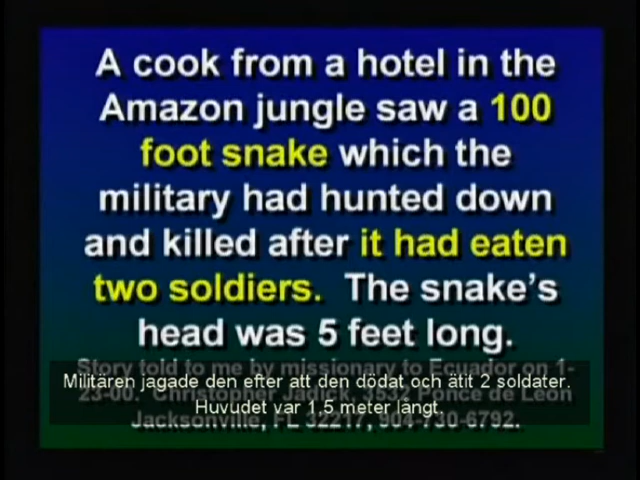 A cook from a hotel in the
Amazon jungle saw a 100
foot snake which the
military had hunted down
and killed after it had eaten
two soldiers. The snake's
head was 5 feet long.
Story told to me by missionary to Ecuador on 1-
Militären jagade den efter att den dödat och ätit 2 soldater.
23-00. Christopher 3532 Ponce de Leon
Huvudet var 1,5 meter långt.
Jacksonville, FL 32217, 904-730-6792.